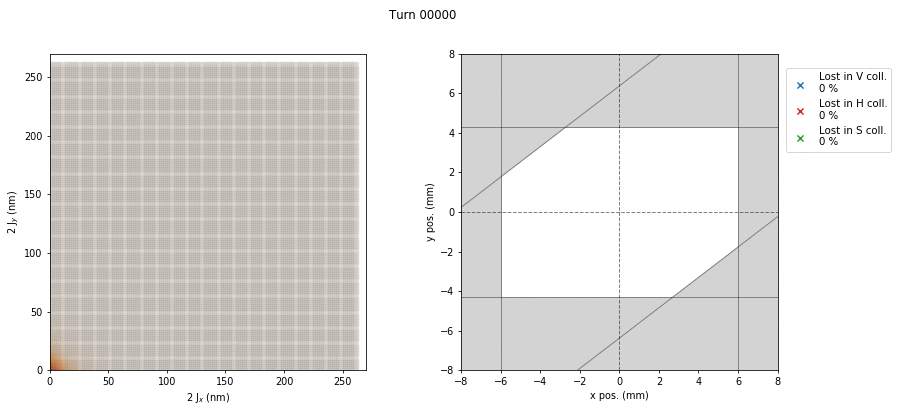 Turn 00000
250
200
150
100
50
0
2 Jy (nm)
0 50 100 150 200 250
2 Jx (nm)
8
6
4
2
0
−2
−4
−6
−8
y pos. (mm)
−8 −6 −4 −2 0 2 4 6 8
x pos. (mm)
Lost in V coll.
0 %
Lost in H coll.
0 %
Lost in S coll.
0 %